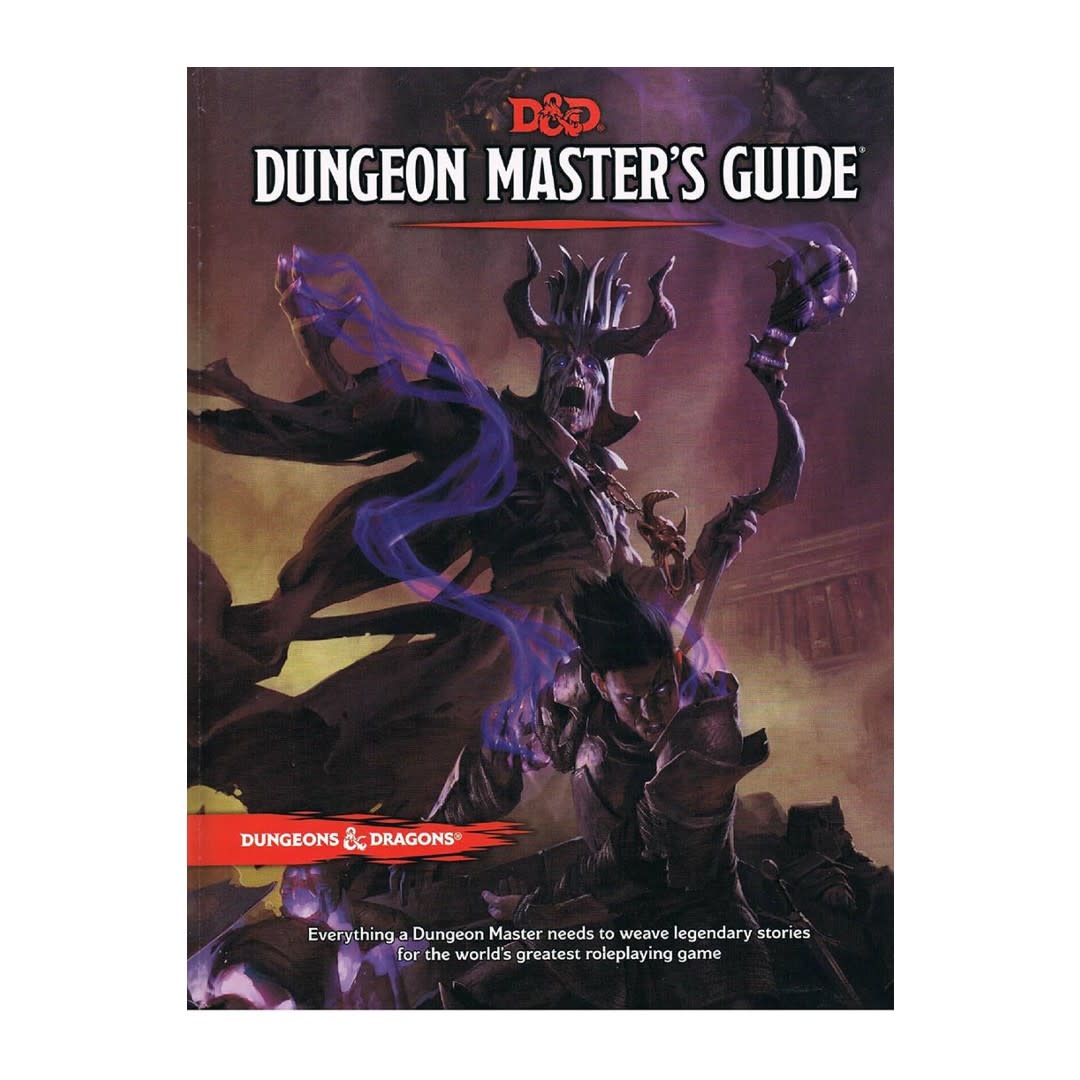 D&D®
DUNGEON MASTER'S GUIDE®
DUNGEONS & DRAGONS®
Everything a Dungeon Master needs to weave legendary stories
for the world's greatest roleplaying game